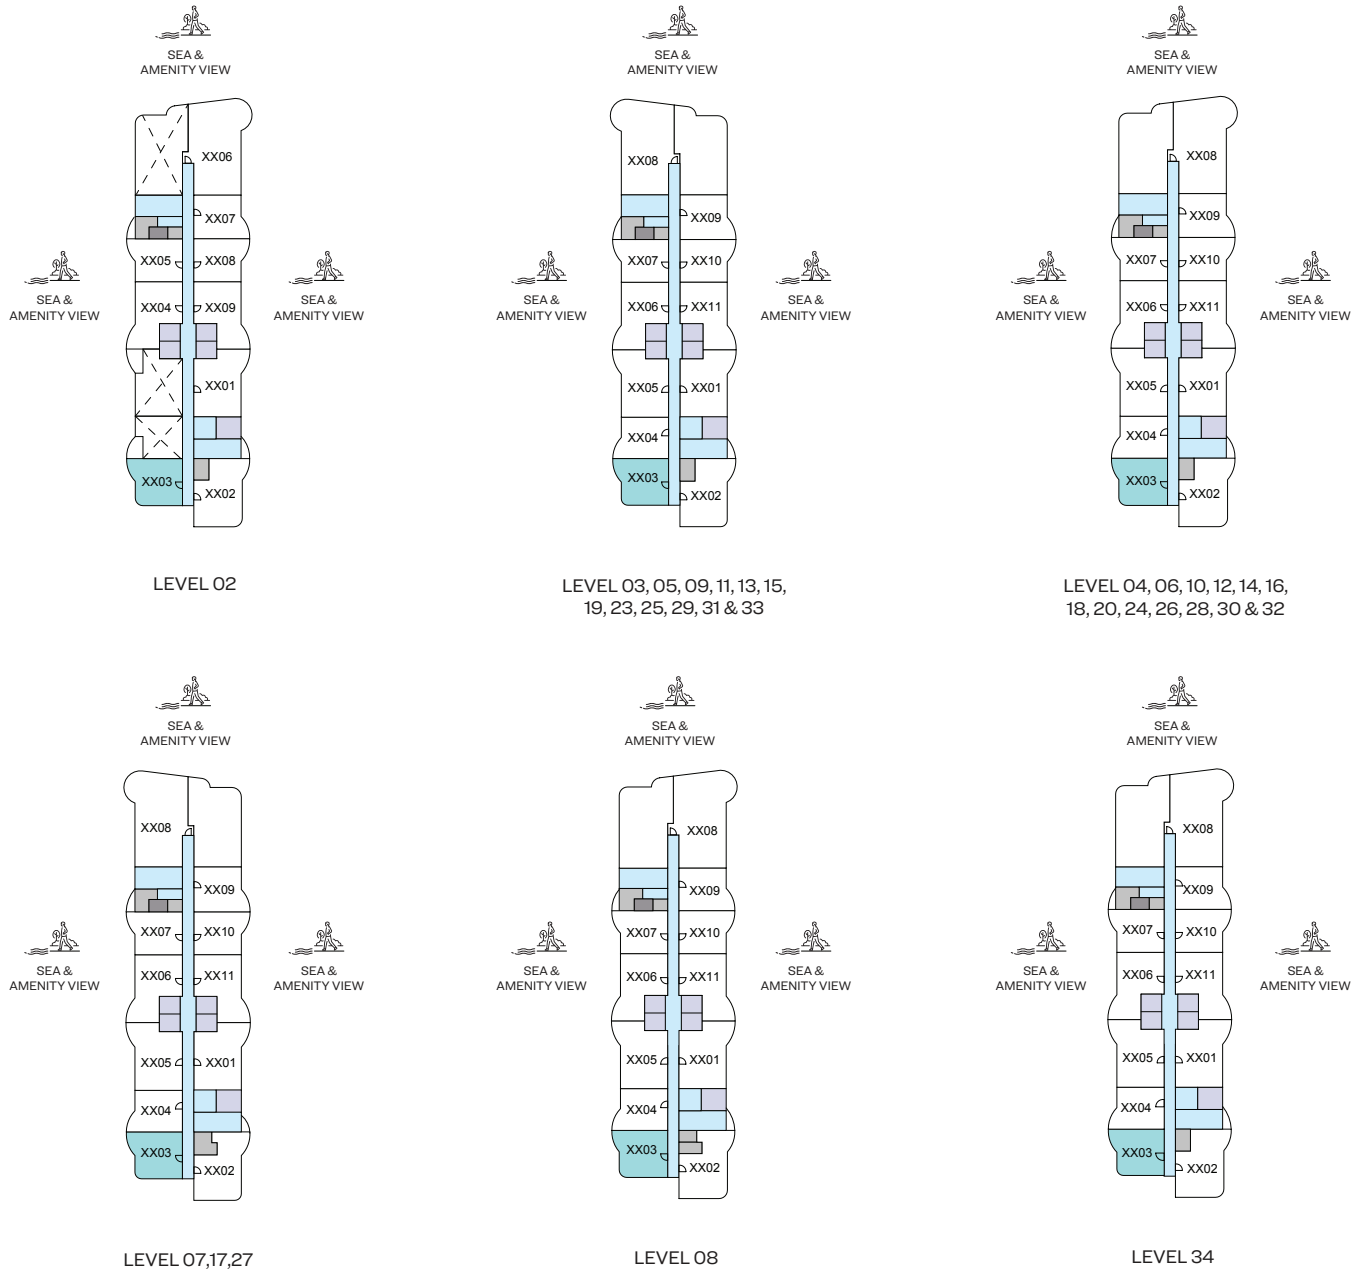 SEA &
AMENITY VIEW
SEA &
AMENITY VIEW
SEA &
AMENITY VIEW
XX06
XX07
XX05
XX08
XX04
XX09
XX01
XX03
XX02
LEVEL 02
SEA &
AMENITY VIEW
SEA &
AMENITY VIEW
SEA &
AMENITY VIEW
XX08
XX09
XX07
XX10
XX06
XX11
XX05
XX01
XX04
XX03
XX02
LEVEL 03, 05, 09, 11, 13, 15,
19, 23, 25, 29, 31 & 33
SEA &
AMENITY VIEW
SEA &
AMENITY VIEW
SEA &
AMENITY VIEW
XX08
XX09
XX07
XX10
XX06
XX11
XX05
XX01
XX04
XX03
XX02
LEVEL 04, 06, 10, 12, 14, 16,
18, 20, 24, 26, 28, 30 & 32
SEA &
AMENITY VIEW
SEA &
AMENITY VIEW
SEA &
AMENITY VIEW
XX08
XX09
XX07
XX10
XX06
XX11
XX05
XX01
XX04
XX03
XX02
LEVEL 07,17,27
SEA &
AMENITY VIEW
SEA &
AMENITY VIEW
SEA &
AMENITY VIEW
XX08
XX09
XX07
XX10
XX06
XX11
XX05
XX01
XX04
XX03
XX02
LEVEL 08
SEA &
AMENITY VIEW
SEA &
AMENITY VIEW
SEA &
AMENITY VIEW
XX08
XX09
XX07
XX10
XX06
XX11
XX05
XX01
XX04
XX03
XX02
LEVEL 34